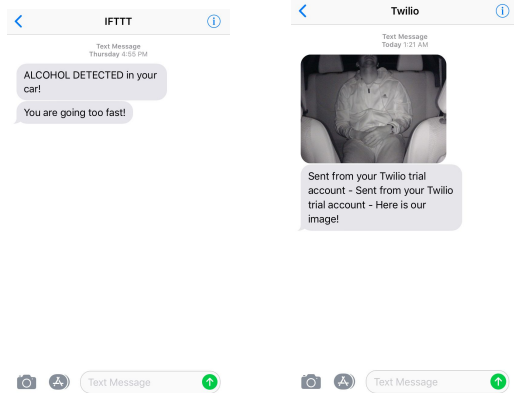 IFTTT
Text Message
Thursday 4:55 PM
ALCOHOL DETECTED in your
car!
You are going too fast!
Text Message
Twilio
Text Message
Today 1:21 AM
Sent from your Twilio trial
account - Sent from your Twilio
trial account - Here is our
image!
Text Message